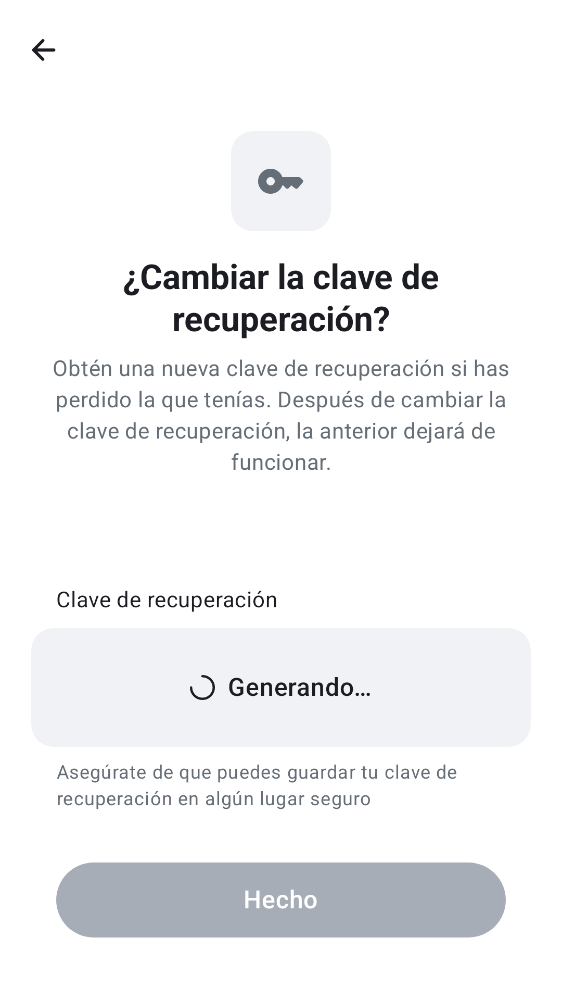 ¿Cambiar la clave de
recuperación?
Obtén una nueva clave de recuperación si has
perdido la que tenías. Después de cambiar la
clave de recuperación, la anterior dejará de
funcionar.
Clave de recuperación
Generando…
Asegúrate de que puedes guardar tu clave de
recuperación en algún lugar seguro
Hecho